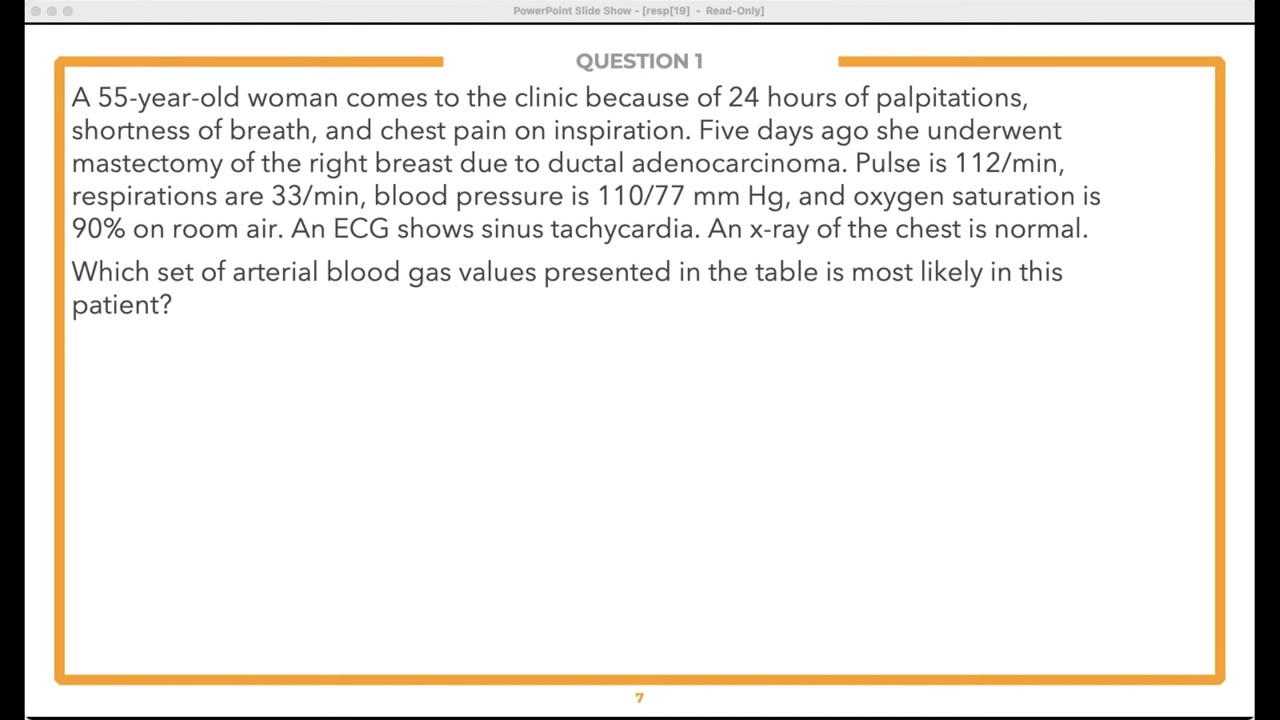 PowerPoint Slide Show - [resp[19] - Read-Only]
QUESTION 1
A 55-year-old woman comes to the clinic because of 24 hours of palpitations,
shortness of breath, and chest pain on inspiration. Five days ago she underwent
mastectomy of the right breast due to ductal adenocarcinoma. Pulse is 112/min,
respirations are 33/min, blood pressure is 110/77 mm Hg, and oxygen saturation is
90% on room air. An ECG shows sinus tachycardia. An x-ray of the chest is normal.
Which set of arterial blood gas values presented in the table is most likely in this
patient?
7